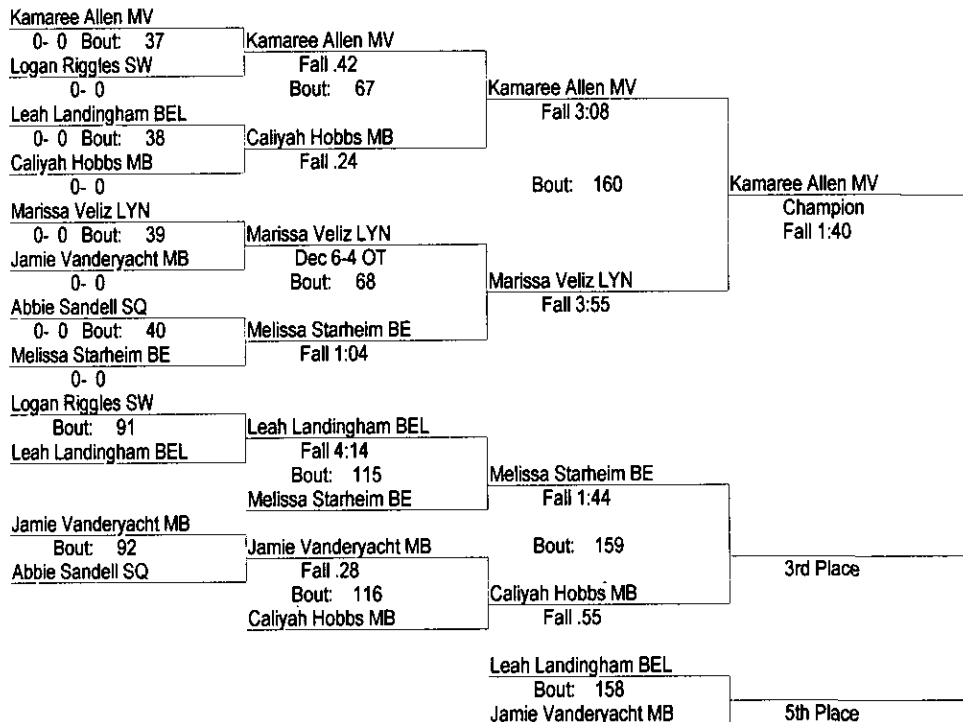 Kamaree Allen MV
0- 0 Bout: 37
Logan Riggles SW
0- 0
Leah Landingham BEL
0- 0 Bout: 38
Caliyah Hobbs MB
0- 0
Marissa Veliz LYN
0- 0 Bout: 39
Jamie Vanderyacht MB
0- 0
Abbie Sandell SQ
0- 0 Bout: 40
Melissa Starheim BE
0- 0
Logan Riggles SW
Bout: 91
Leah Landingham BEL
Jamie Vanderyacht MB
Bout: 92
Abbie Sandell SQ
Kamaree Allen MV
Fall .42
Bout: 67
Caliyah Hobbs MB
Fall .24
Marissa Veliz LYN
Dec 6-4 OT
Bout: 68
Melissa Starheim BE
Fall 1:04
Leah Landingham BEL
Fall 4:14
Bout: 115
Melissa Starheim BE
Jamie Vanderyacht MB
Fall .28
Bout: 116
Caliyah Hobbs MB
Kamaree Allen MV
Fall 3:08
Bout: 160
Marissa Veliz LYN
Fall 3:55
Melissa Starheim BE
Fall 1:44
Bout: 159
Caliyah Hobbs MB
Fall .55
Leah Landingham BEL
Bout: 158
Jamie Vanderyacht MB
Kamaree Allen MV
Champion
Fall 1:40
3rd Place
5th Place